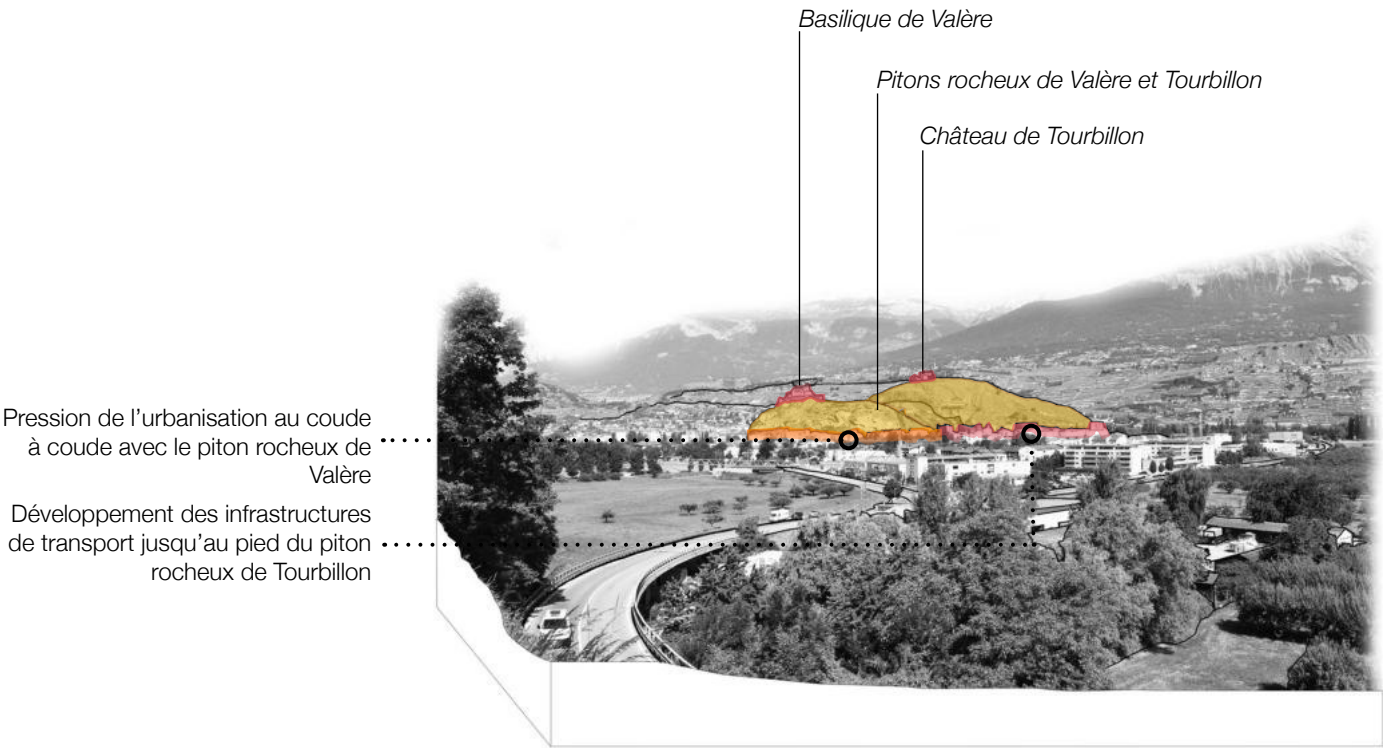 Basilique de Valère
Pitons rocheux de Valère et Tourbillon
Château de Tourbillon
Pression de l’urbanisation au coude
à coude avec le piton rocheux de
Valère
Développement des infrastructures
de transport jusqu’au pied du piton
rocheux de Tourbillon